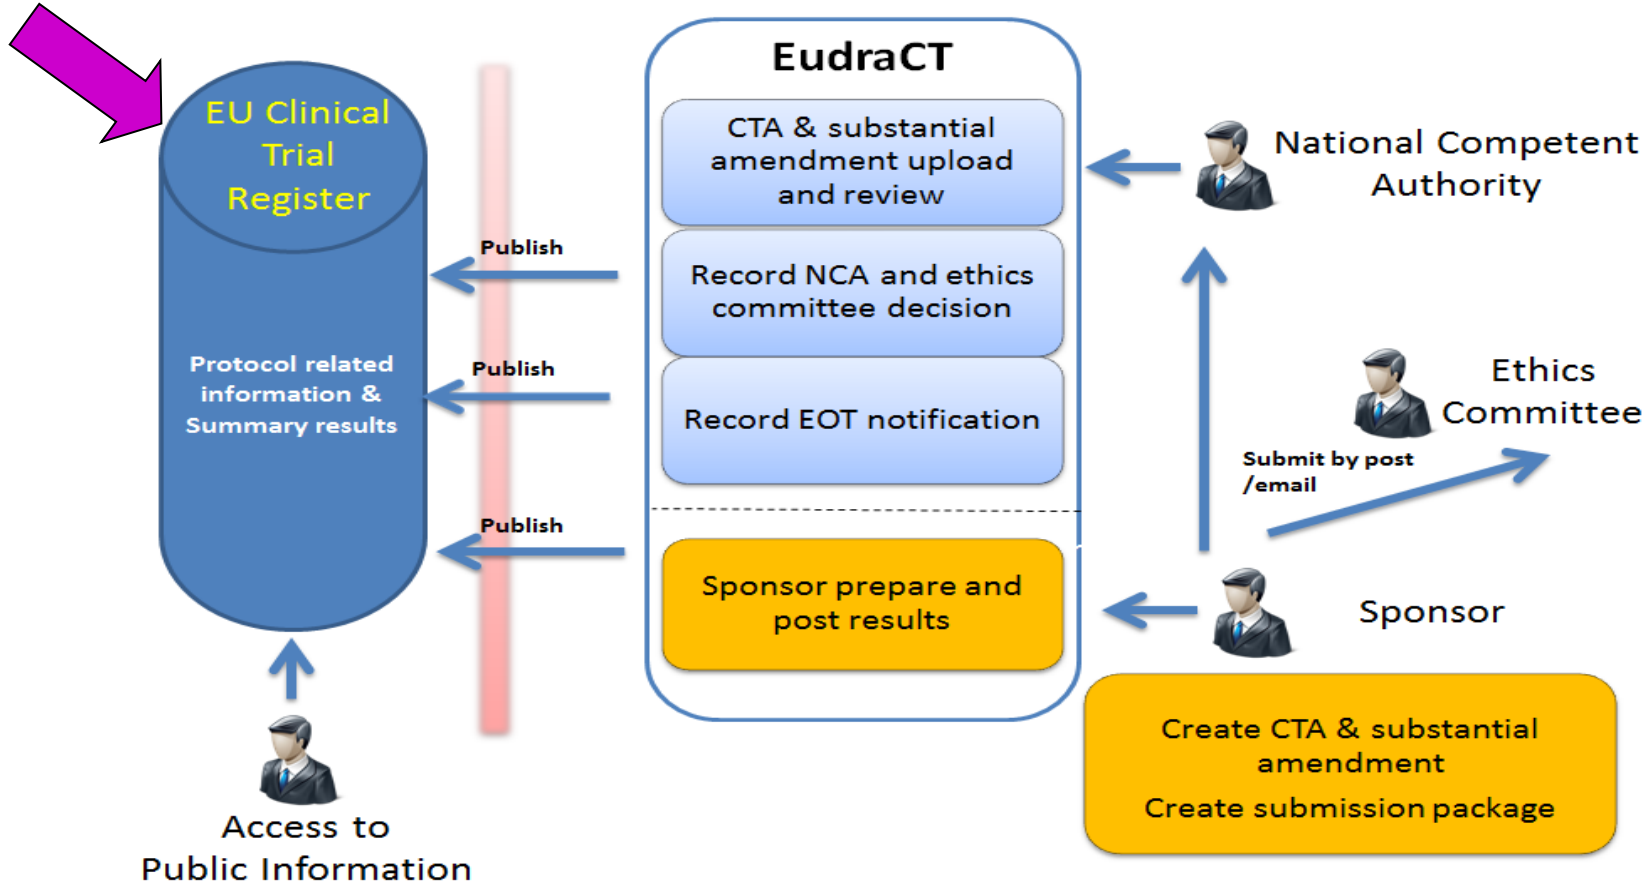 EU Clinical
Trial
Register
Protocol related
information &
Summary results
Access to
Public Information
Publish
Publish
Publish
EudraCT
CTA & substantial
amendment upload
and review
Record NCA and ethics
committee decision
Record EOT notification
Sponsor prepare and
post results
National Competent
Authority
Ethics
Committee
Submit by post
/email
Sponsor
Create CTA & substantial
amendment
Create submission package